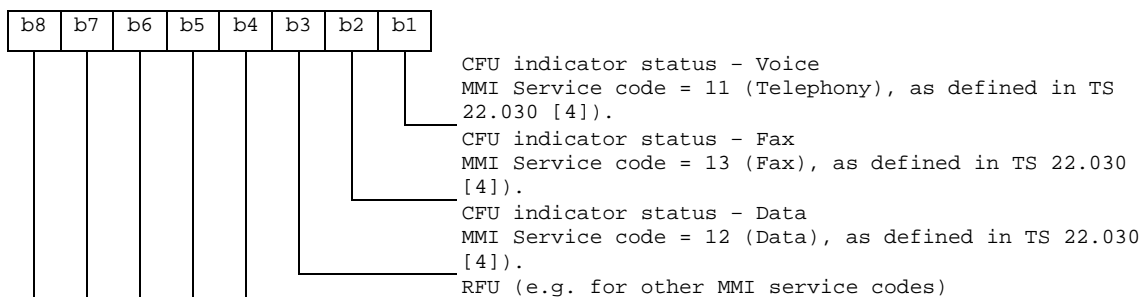 b8 b7 b6 b5 b4 b3 b2 b1
CFU indicator status – Voice
MMI Service code = 11 (Telephony), as defined in TS
22.030 [4]).
CFU indicator status – Fax
MMI Service code = 13 (Fax), as defined in TS 22.030
[4]).
CFU indicator status – Data
MMI Service code = 12 (Data), as defined in TS 22.030
[4]).
RFU (e.g. for other MMI service codes)